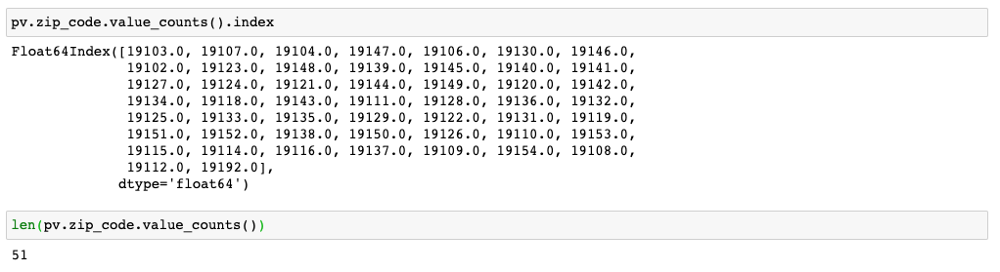 pv.zip_code.value_counts().index
Float64Index([19103.0, 19107.0, 19104.0, 19147.0, 19106.0, 19130.0, 19146.0,
19102.0, 19123.0, 19148.0, 19139.0, 19145.0, 19140.0, 19141.0,
19127.0, 19124.0, 19121.0, 19144.0, 19149.0, 19120.0, 19142.0,
19134.0, 19118.0, 19143.0, 19111.0, 19128.0, 19136.0, 19132.0,
19125.0, 19133.0, 19135.0, 19129.0, 19122.0, 19131.0, 19119.0,
19151.0, 19152.0, 19138.0, 19150.0, 19126.0, 19110.0, 19153.0,
19115.0, 19114.0, 19116.0, 19137.0, 19109.0, 19154.0, 19108.0,
19112.0, 19192.0],
dtype='float64')
len(pv.zip_code.value_counts())
51